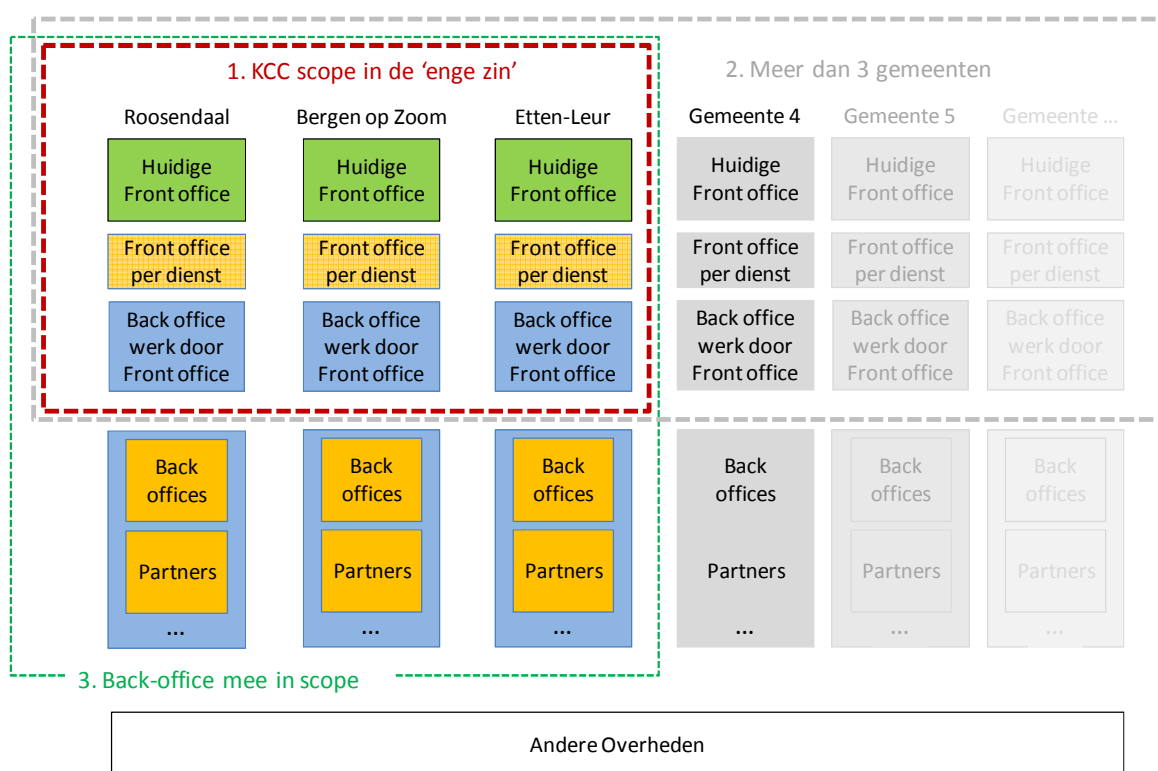 1. KCC scope in de ‘enge zin’
2. Meer dan 3 gemeenten
Roosendaal
Bergen op Zoom
Etten-Leur
Gemeente 4
Gemeente 5
Gemeente ...
Huidige
Front office
Huidige
Front office
Huidige
Front office
Huidige
Front office
Huidige
Front office
Huidige
Front office
Front office
per dienst
Front office
per dienst
Front office
per dienst
Front office
per dienst
Front office
per dienst
Front office
per dienst
Back office
werk door
Front office
Back office
werk door
Front office
Back office
werk door
Front office
Back office
werk door
Front office
Back office
werk door
Front office
Back office
werk door
Front office
Back
offices
Back
offices
Back
offices
Back
offices
Back
offices
Back
offices
Partners
Partners
Partners
Partners
Partners
Partners
...
...
...
...
...
...
3. Back-office mee in scope
Andere Overheden